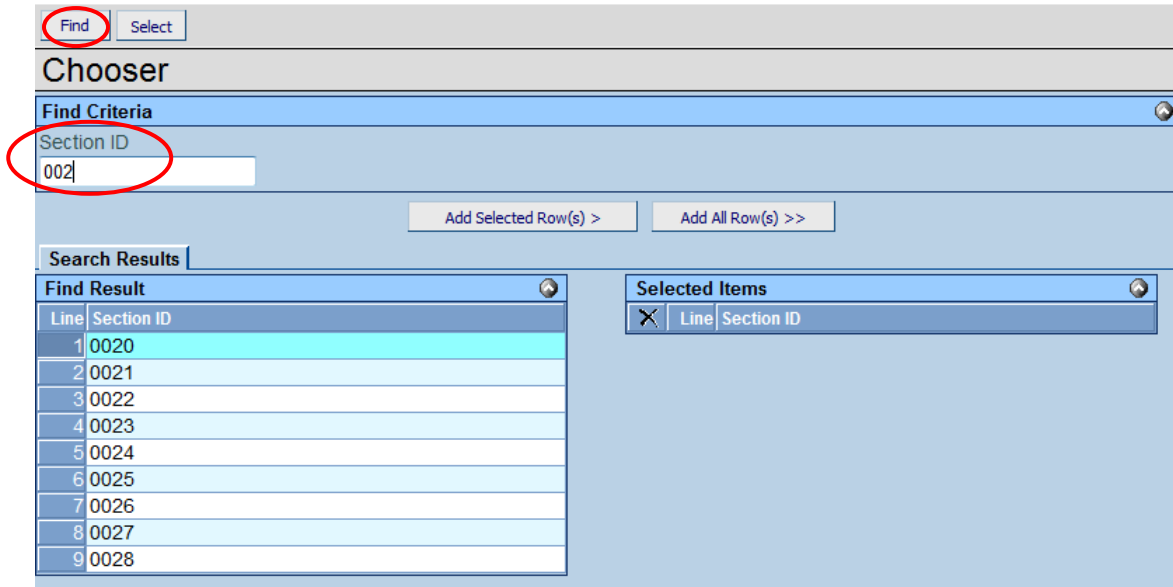 Find Select
Chooser
Find Criteria
Section ID
002
Add Selected Row(s) > Add All Row(s) >>
Search Results
Find Result Selected Items
Line Section ID X Line Section ID
1 0020
2 0021
3 0022
4 0023
5 0024
6 0025
7 0026
8 0027
9 0028